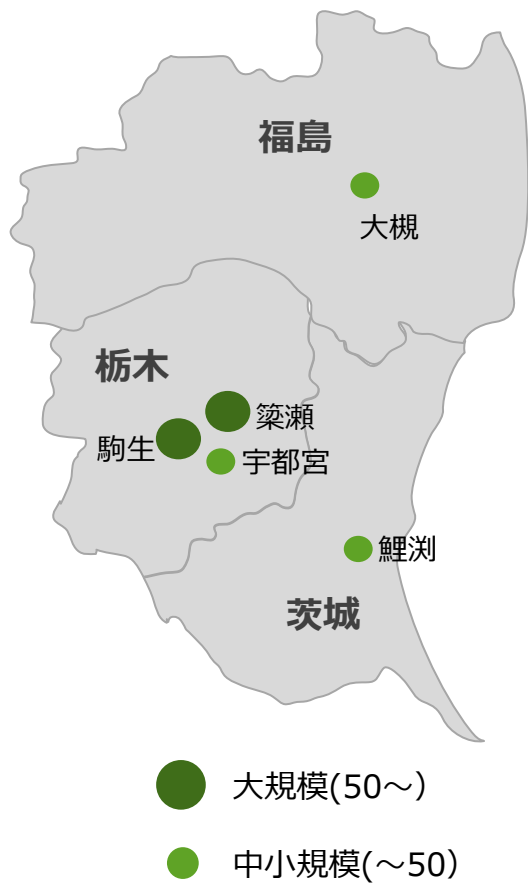 福島
大槻
栃木
簗瀬
駒生
宇都宮
鯉渕
茨城
大規模(50～)
中小規模(～50)